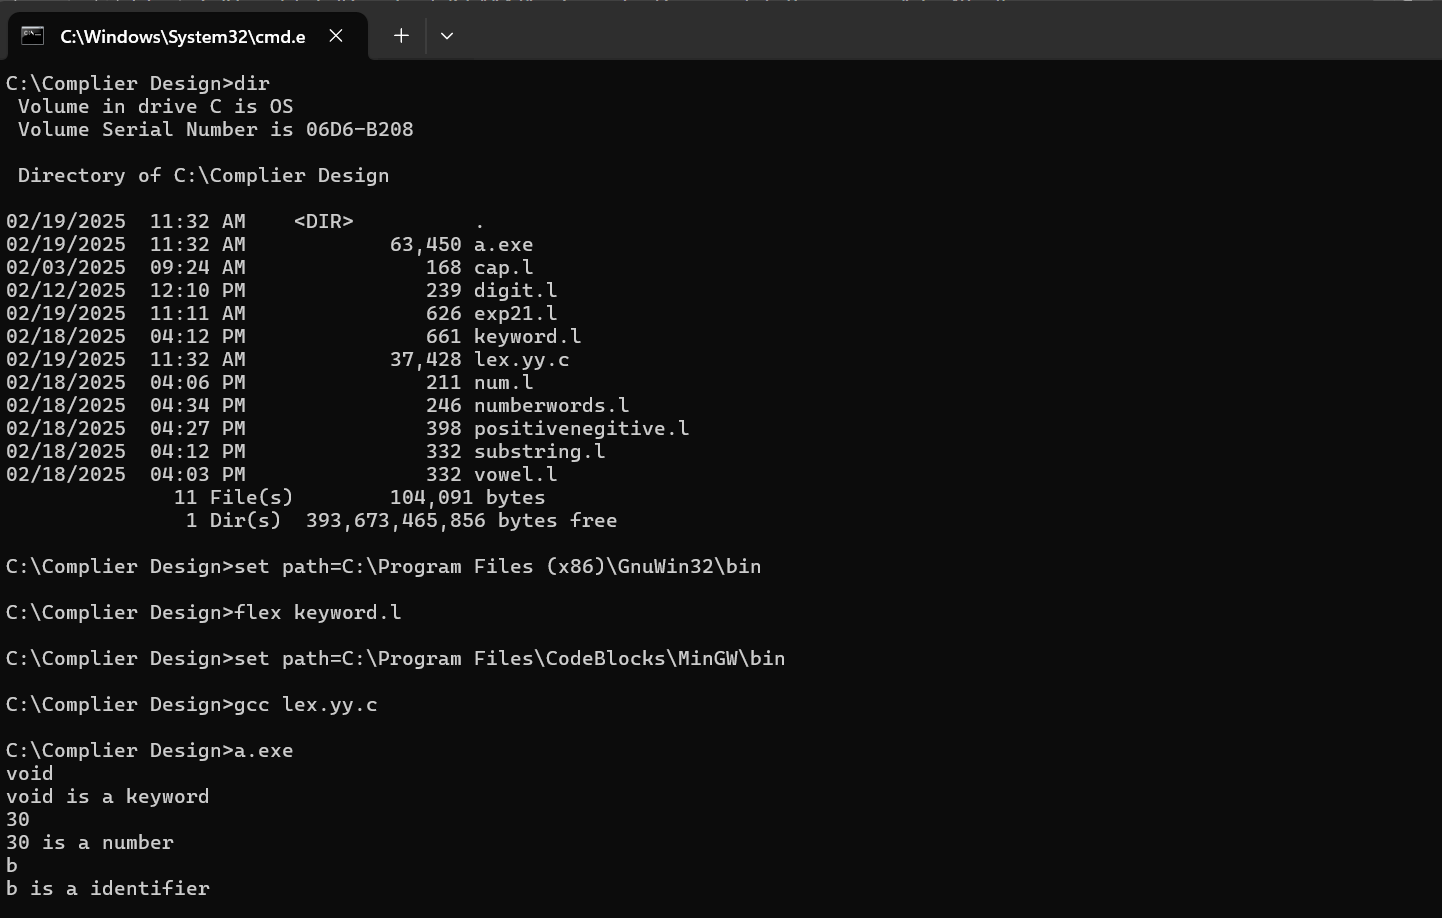 C:\Windows\System32\cmd.e
C:\Complier Design>dir
 Volume in drive C is OS
 Volume Serial Number is 06D6-B208

 Directory of C:\Complier Design

02/19/2025  11:32 AM    <DIR>          .
02/19/2025  11:32 AM            63,450 a.exe
02/03/2025  09:24 AM               168 cap.l
02/12/2025  12:10 PM               239 digit.l
02/19/2025  11:11 AM               626 exp21.l
02/18/2025  04:12 PM               661 keyword.l
02/19/2025  11:32 AM            37,428 lex.yy.c
02/18/2025  04:06 PM               211 num.l
02/18/2025  04:34 PM               246 numberwords.l
02/18/2025  04:27 PM               398 positivenegitive.l
02/18/2025  04:12 PM               332 substring.l
02/18/2025  04:03 PM               332 vowel.l
              11 File(s)        104,091 bytes
               1 Dir(s)  393,673,465,856 bytes free

C:\Complier Design>set path=C:\Program Files (x86)\GnuWin32\bin

C:\Complier Design>flex keyword.l

C:\Complier Design>set path=C:\Program Files\CodeBlocks\MinGW\bin

C:\Complier Design>gcc lex.yy.c

C:\Complier Design>a.exe
void
void is a keyword
30
30 is a number
b
b is a identifier